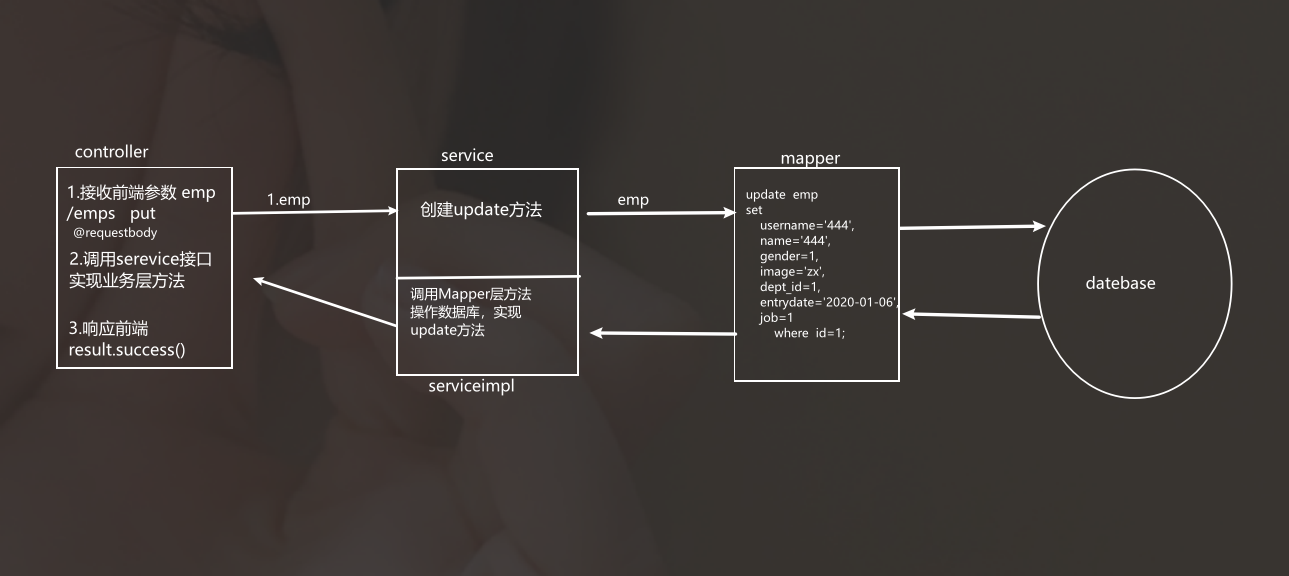 controller
1.接收前端参数 emp
/emps put
@requestbody
2.调用serevice接口
实现业务层方法
3.响应前端
result.success()
1.emp
service
创建update方法
调用Mapper层方法
操作数据库，实现
update方法
serviceimpl
emp
mapper
update emp
set
username='444',
name='444',
gender=1,
image='zx',
dept_id=1,
entrydate='2020-01-06',
job=1
where id=1;
datebase